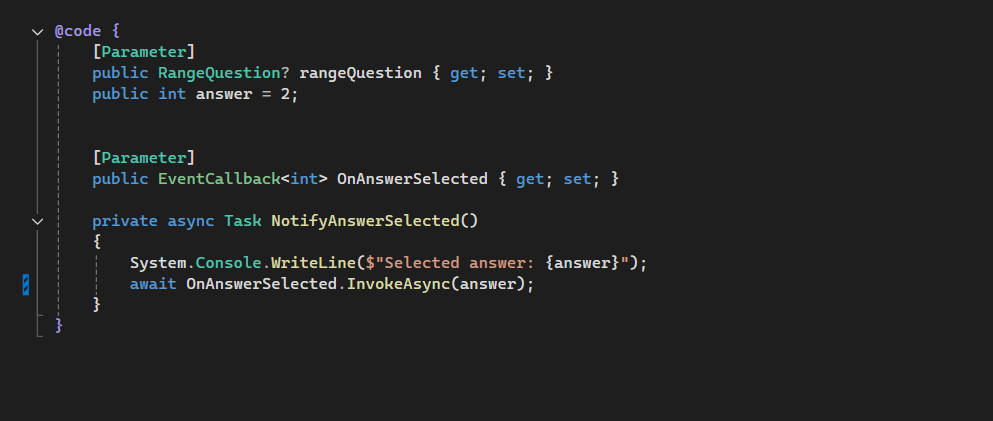 @code {
[Parameter]
public RangeQuestion? rangeQuestion { get; set; }
public int answer = 2;
[Parameter]
public EventCallback<int> OnAnswerSelected { get; set; }
private async Task NotifyAnswerSelected()
{
System.Console.WriteLine($"Selected answer: {answer}");
await OnAnswerSelected.InvokeAsync(answer);
}
}